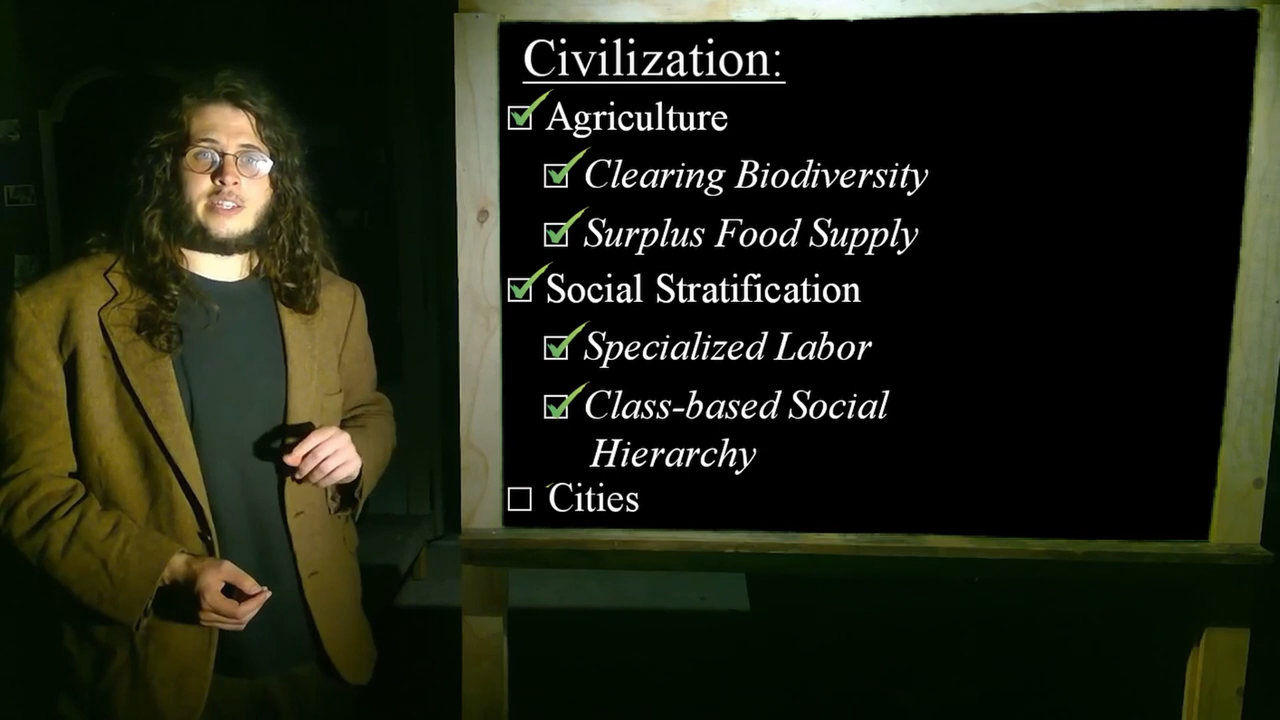 Civilization:
Agriculture
Clearing Biodiversity
Surplus Food Supply
Social Stratification
Specialized Labor
Class-based Social
Hierarchy
Cities